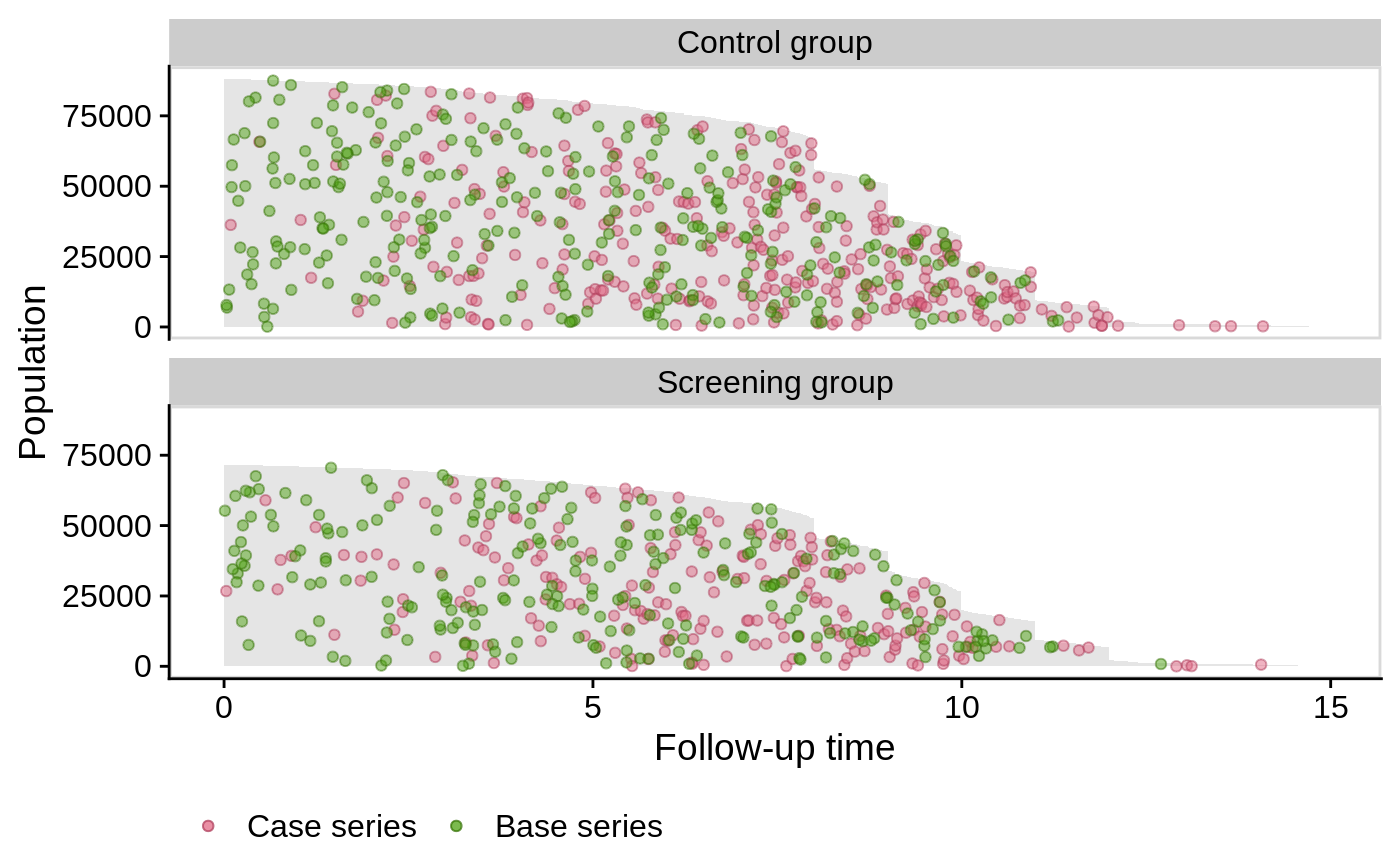 Control group
75000
50000
25000
0
Screening group
75000
50000
25000
0
Population
0 5 10 15
Follow-up time
Case series Base series